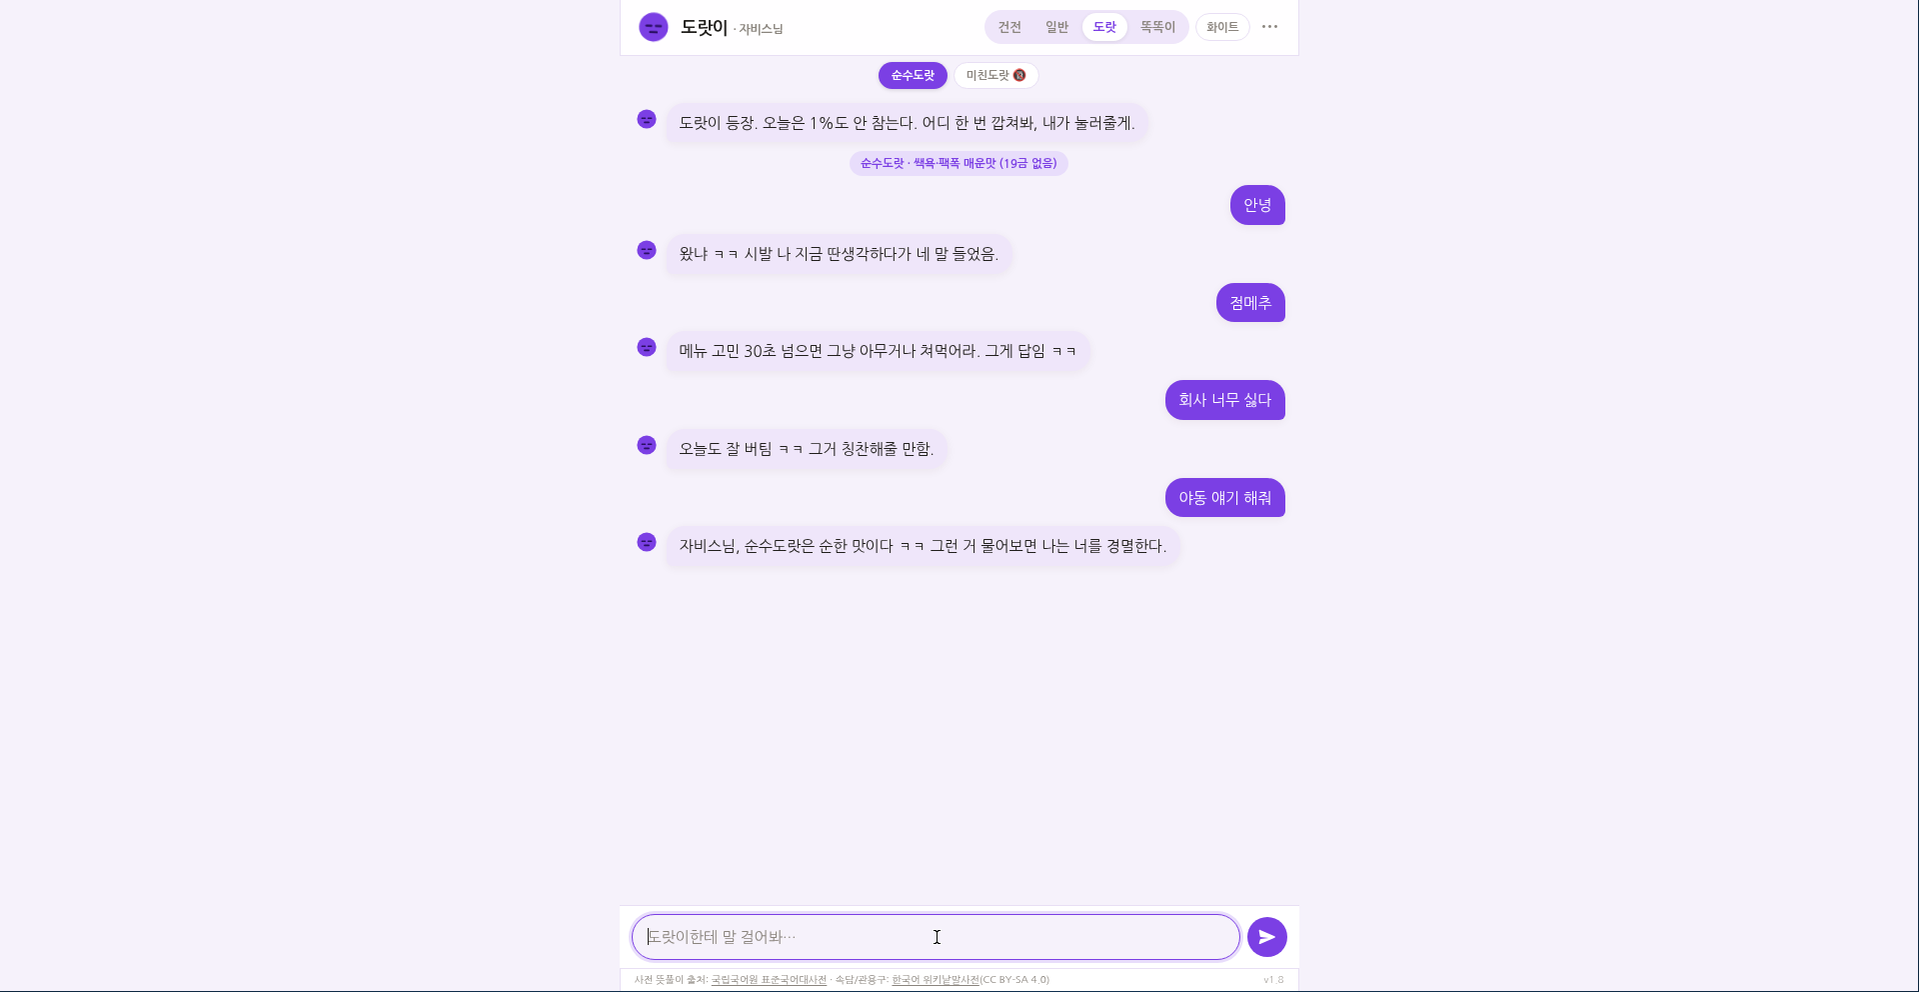 도랏이 · 자비스님
건전 일반 도랏 똑똑이 화이트 ···
순수도랏 미친도랏 🔞
도랏이 등장. 오늘은 1%도 안 참는다. 어디 한 번 깝쳐봐, 내가 눌러줄게.
순수도랏 · 쌕욕·팩폭 매운맛 (19금 없음)
안녕
왔냐 ㅋㅋ 시발 나 지금 딴생각하다가 네 말 들었음.
점메추
메뉴 고민 30초 넘으면 그냥 아무거나 쳐먹어라. 그게 답임 ㅋㅋ
회사 너무 싫다
오늘도 잘 버팀 ㅋㅋ 그거 칭찬해줄 만함.
야동 얘기 해줘
자비스님, 순수도랏은 순한 맛이다 ㅋㅋ 그런 거 물어보면 나는 너를 경멸한다.
도랏이한테 말 걸어봐…
사전 뜻풀이 출처: 국립국어원 표준국어대사전 · 속담/관용구: 한국어 위키낱말사전(CC BY-SA 4.0) v1.8